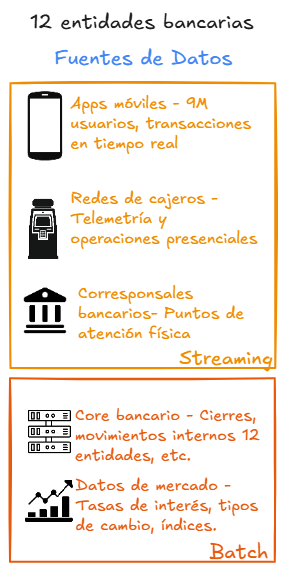 12 entidades bancarias
Fuentes de Datos
Apps móviles - 9M
usuarios, transacciones
en tiempo real
Redes de cajeros -
Telemetría y
operaciones presenciales
Corresponsales
bancarios- Puntos de
atención física
Streaming
Core bancario - Cierres,
movimientos internos 12
entidades, etc.
Datos de mercado -
Tasas de interés, tipos
de cambio, índices.
Batch